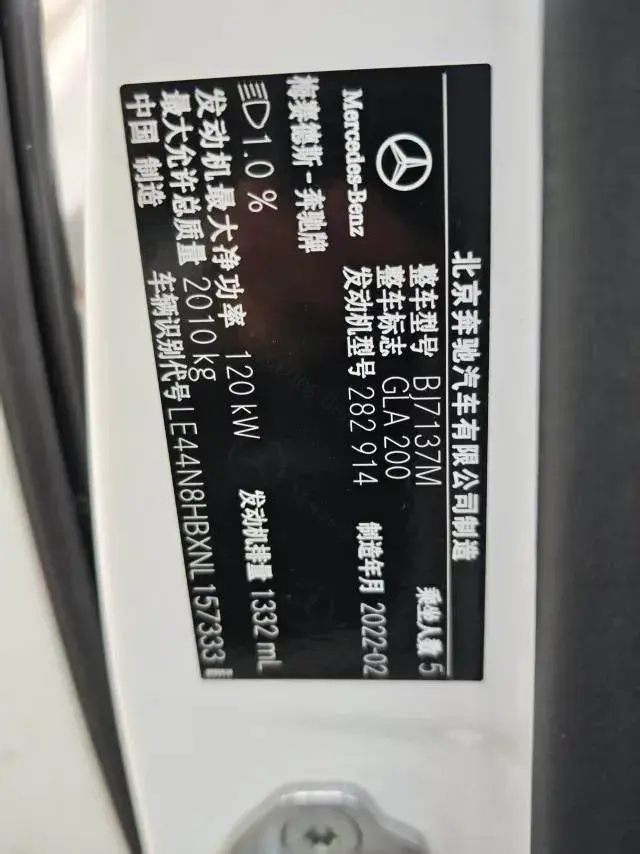 北京奔驰汽车有限公司制造
整车型号 BJ7137M 乘坐人数 5
整车标志 GLA 200
发动机型号 282 914 制造年月 2022-02
Mercedes-Benz
梅赛德斯-奔驰牌
1.0 %
发动机最大净功率 120 kW 发动机排量 1332 mL
最大允许总质量 2010 kg
中国 制造 车辆识别代号 LE44N8HBXNL157333